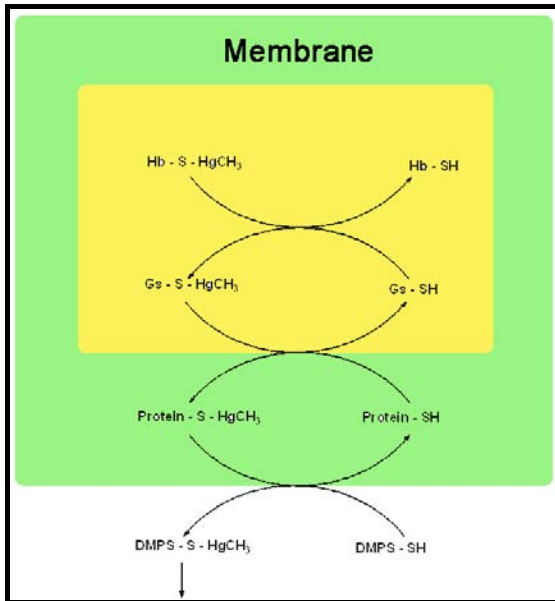 Membrane
Hb - S - HgCH₃ Hb - SH
Gs - S - HgCH₃ Gs - SH
Protein - S - HgCH₃ Protein - SH
DMPS - S - HgCH₃ DMPS - SH